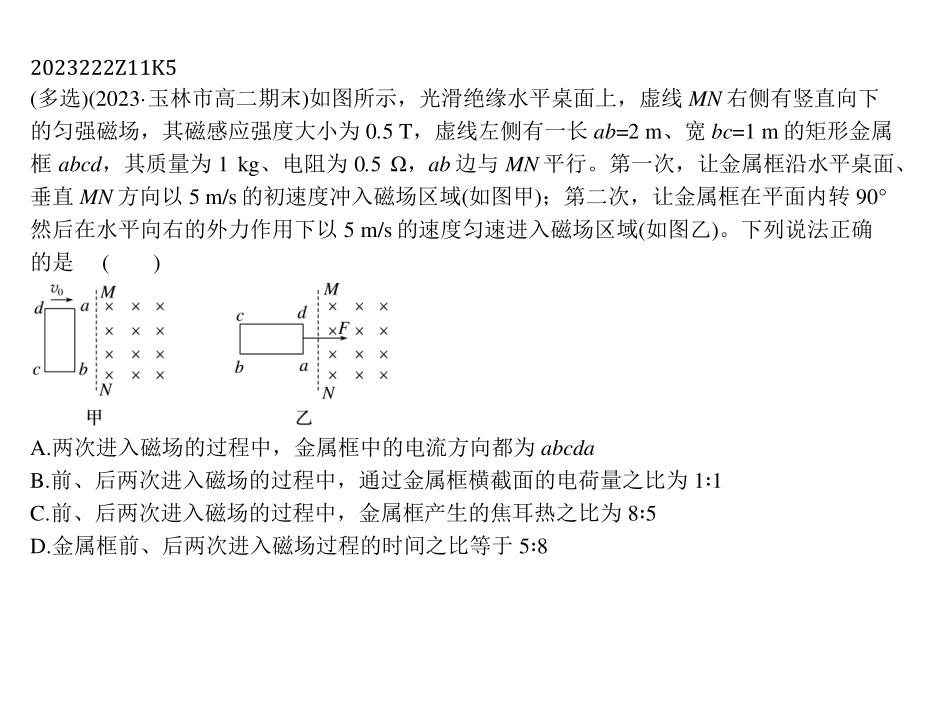 2023222Z11K5
(多选)(2023·玉林市高二期末)如图所示，光滑绝缘水平桌面上，虚线 MN 右侧有竖直向下
的匀强磁场，其磁感应强度大小为 0.5 T，虚线左侧有一长 ab=2 m、宽 bc=1 m 的矩形金属
框 abcd，其质量为 1 kg、电阻为 0.5 Ω，ab 边与 MN 平行。第一次，让金属框沿水平桌面、
垂直 MN 方向以 5 m/s 的初速度冲入磁场区域(如图甲)；第二次，让金属框在平面内转 90°
然后在水平向右的外力作用下以 5 m/s 的速度匀速进入磁场区域(如图乙)。下列说法正确
的是 ( )
v₀ M
d a × × ×
× × ×
× × ×
c b × × ×
N
甲
M
c d × × ×
×F × ×
× × ×
b a × × ×
N
乙
A.两次进入磁场的过程中，金属框中的电流方向都为 abcda
B.前、后两次进入磁场的过程中，通过金属框横截面的电荷量之比为 1∶1
C.前、后两次进入磁场的过程中，金属框产生的焦耳热之比为 8∶5
D.金属框前、后两次进入磁场过程的时间之比等于 5∶8